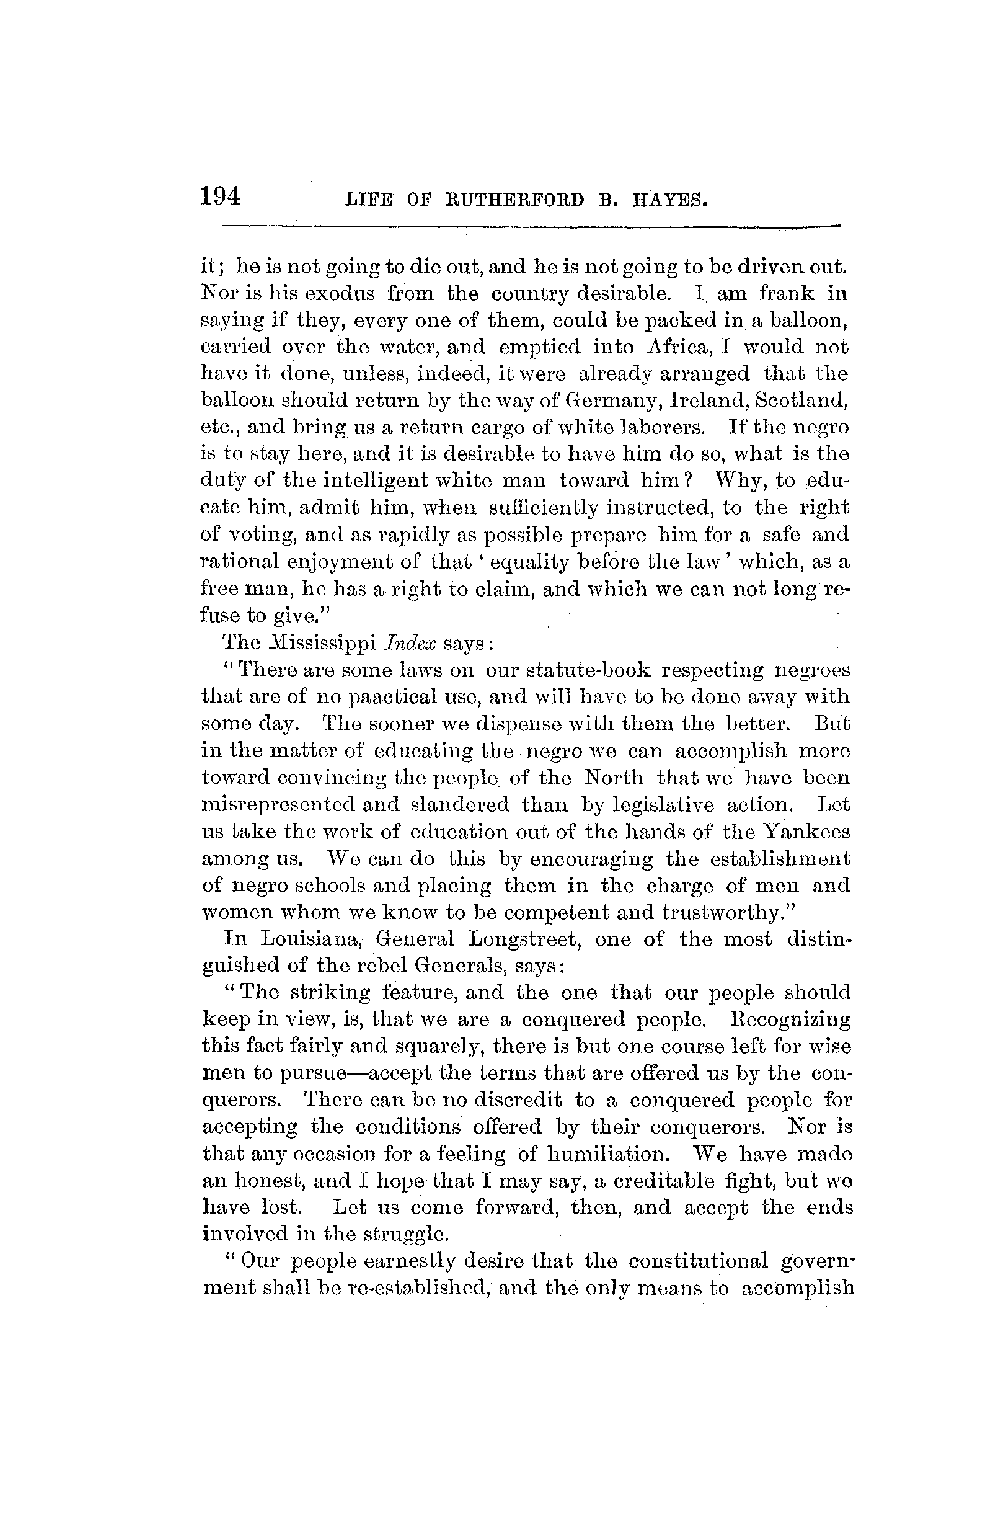 194 LIFE OF RUTHERFORD B. HAYES.
it; he is not going to die out, and he is not going to be driven out.
Nor is his exodus from the country desirable. I am frank in
saying if they, every one of them, could be packed in a balloon,
carried over the water, and emptied into Africa, I would not
have it done, unless, indeed, it were already arranged that the
balloon should return by the way of Germany, Ireland, Scotland,
etc., and bring us a return cargo of white laborers. If the negro
is to stay here, and it is desirable to have him do so, what is the
duty of the intelligent white man toward him? Why, to edu-
cate him, admit him, when sufficiently instructed, to the right
of voting, and as rapidly as possible prepare him for a safe and
rational enjoyment of that ‘equality before the law’ which, as a
free man, he has a right to claim, and which we can not long re-
fuse to give.”
The Mississippi Index says:
“There are some laws on our statute-book respecting negroes
that are of no paactical use, and will have to be done away with
some day. The sooner we dispense with them the better. But
in the matter of educating the negro we can accomplish more
toward convincing the people of the North that we have been
misrepresented and slandered than by legislative action. Let
us take the work of education out of the hands of the Yankees
among us. We can do this by encouraging the establishment
of negro schools and placing them in the charge of men and
women whom we know to be competent and trustworthy.”
In Louisiana, General Longstreet, one of the most distin-
guished of the rebel Generals, says:
“The striking feature, and the one that our people should
keep in view, is, that we are a conquered people. Recognizing
this fact fairly and squarely, there is but one course left for wise
men to pursue—accept the terms that are offered us by the con-
querors. There can be no discredit to a conquered people for
accepting the conditions offered by their conquerors. Nor is
that any occasion for a feeling of humiliation. We have made
an honest, and I hope that I may say, a creditable fight, but we
have lost. Let us come forward, then, and accept the ends
involved in the struggle.
“Our people earnestly desire that the constitutional govern-
ment shall be re-established, and the only means to accomplish